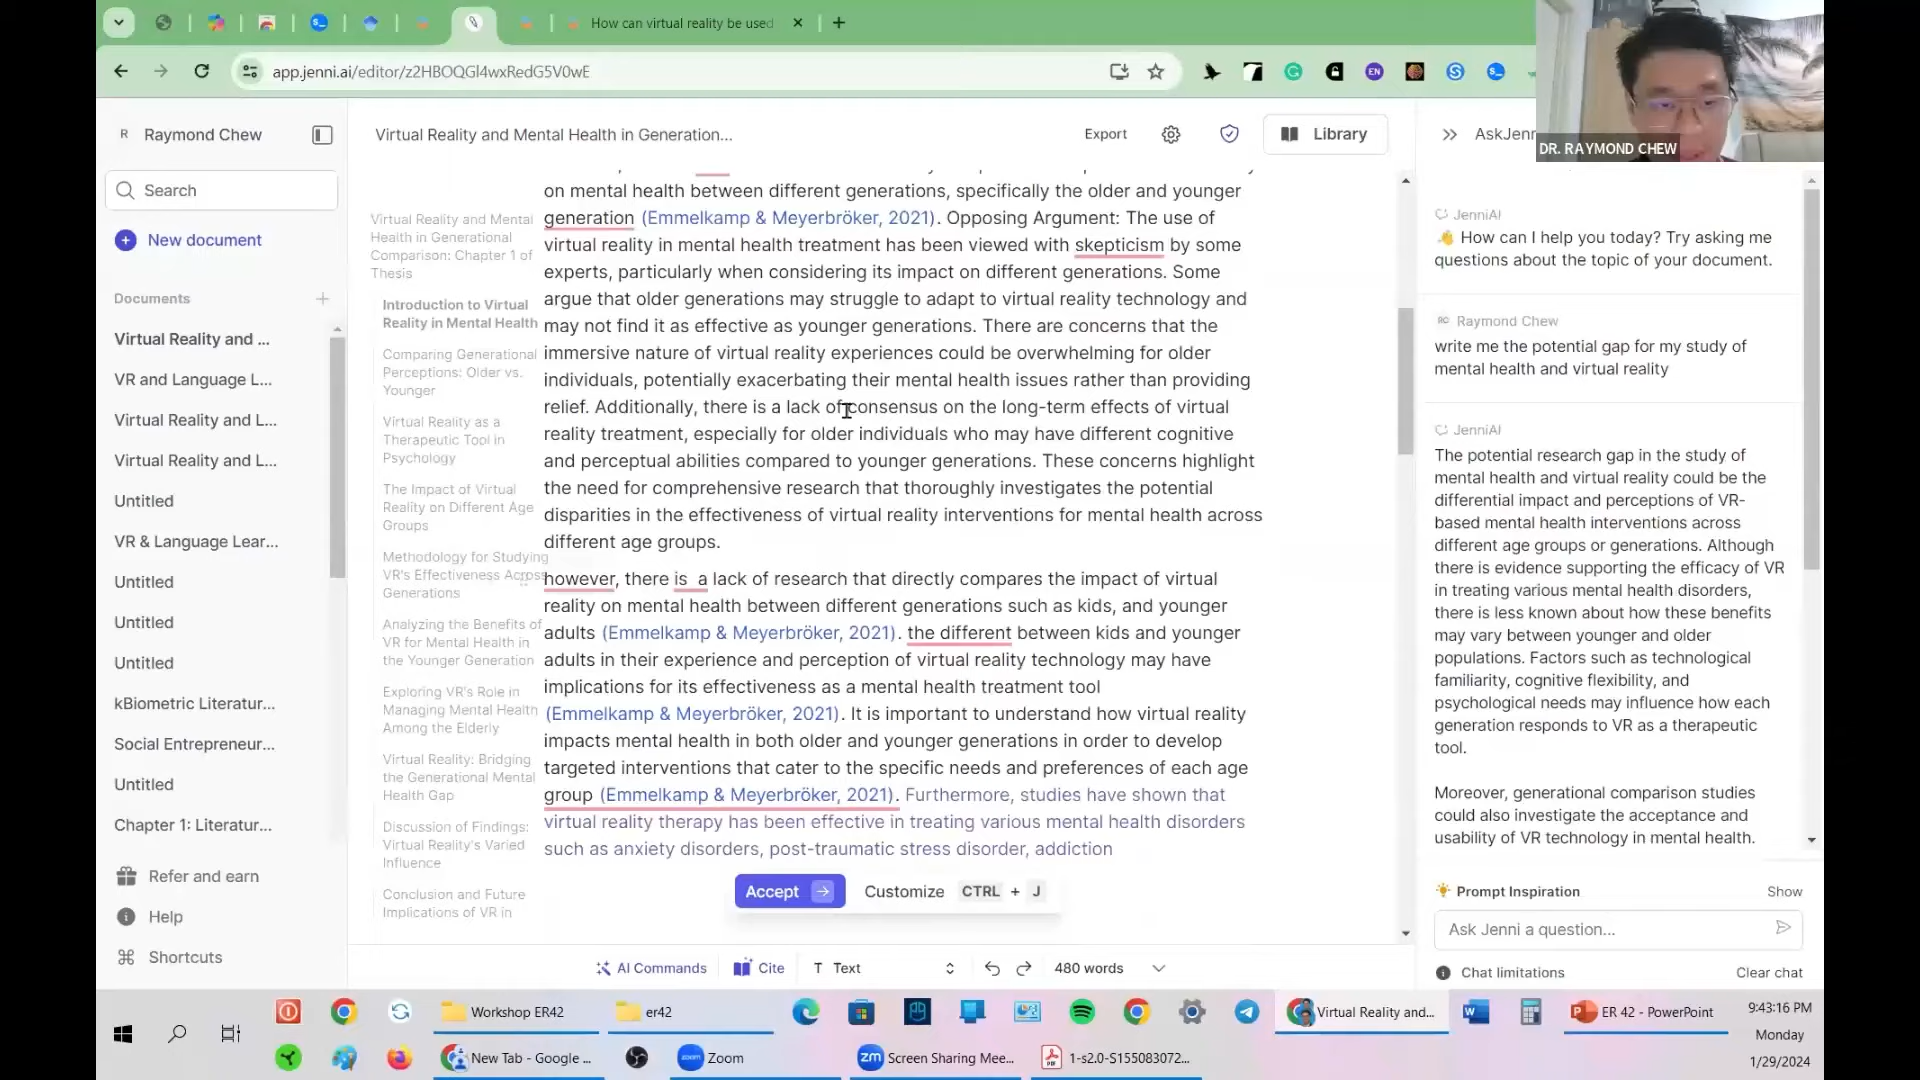 How can virtual reality be used
app.jenni.ai/editor/z2HBOQGl4wxRedG5V0wE
DR. RAYMOND CHEW
R Raymond Chew
Search
New document
Documents
Virtual Reality and ...
VR and Language L...
Virtual Reality and L...
Virtual Reality and L...
Untitled
VR & Language Lear...
Untitled
Untitled
Untitled
kBiometric Literatur...
Social Entrepreneur...
Untitled
Chapter 1: Literatur...
Refer and earn
Help
Shortcuts
Virtual Reality and Mental Health in Generation...
Export
Library
Virtual Reality and Mental
Health in Generational
Comparison: Chapter 1 of
Thesis
Introduction to Virtual
Reality in Mental Health
Comparing Generational
Perceptions: Older vs.
Younger
Virtual Reality as a
Therapeutic Tool in
Psychology
The Impact of Virtual
Reality on Different Age
Groups
Methodology for Studying
VR's Effectiveness Across
Generations
Analyzing the Benefits of
VR for Mental Health in
the Younger Generation
Exploring VR's Role in
Managing Mental Health
Among the Elderly
Virtual Reality: Bridging
the Generational Mental
Health Gap
Discussion of Findings:
Virtual Reality's Varied
Influence
Conclusion and Future
Implications of VR in
on mental health between different generations, specifically the older and younger
generation (Emmelkamp & Meyerbröker, 2021). Opposing Argument: The use of
virtual reality in mental health treatment has been viewed with skepticism by some
experts, particularly when considering its impact on different generations. Some
argue that older generations may struggle to adapt to virtual reality technology and
may not find it as effective as younger generations. There are concerns that the
immersive nature of virtual reality experiences could be overwhelming for older
individuals, potentially exacerbating their mental health issues rather than providing
relief. Additionally, there is a lack of consensus on the long-term effects of virtual
reality treatment, especially for older individuals who may have different cognitive
and perceptual abilities compared to younger generations. These concerns highlight
the need for comprehensive research that thoroughly investigates the potential
disparities in the effectiveness of virtual reality interventions for mental health across
different age groups.
however, there is  a lack of research that directly compares the impact of virtual
reality on mental health between different generations such as kids, and younger
adults (Emmelkamp & Meyerbröker, 2021). the different between kids and younger
adults in their experience and perception of virtual reality technology may have
implications for its effectiveness as a mental health treatment tool
(Emmelkamp & Meyerbröker, 2021). It is important to understand how virtual reality
impacts mental health in both older and younger generations in order to develop
targeted interventions that cater to the specific needs and preferences of each age
group (Emmelkamp & Meyerbröker, 2021). Furthermore, studies have shown that
virtual reality therapy has been effective in treating various mental health disorders
such as anxiety disorders, post-traumatic stress disorder, addiction
Accept
Customize CTRL + J
AI Commands
Cite
T Text
480 words
AskJenn
JenniAI
👋 How can I help you today? Try asking me
questions about the topic of your document.
RC Raymond Chew
write me the potential gap for my study of
mental health and virtual reality
JenniAI
The potential research gap in the study of
mental health and virtual reality could be the
differential impact and perceptions of VR-
based mental health interventions across
different age groups or generations. Although
there is evidence supporting the efficacy of VR
in treating various mental health disorders,
there is less known about how these benefits
may vary between younger and older
populations. Factors such as technological
familiarity, cognitive flexibility, and
psychological needs may influence how each
generation responds to VR as a therapeutic
tool.
Moreover, generational comparison studies
could also investigate the acceptance and
usability of VR technology in mental health.
Prompt Inspiration
Show
Ask Jenni a question...
Chat limitations
Clear chat
Workshop ER42
er42
Virtual Reality and...
ER 42 - PowerPoint
New Tab - Google ...
Zoom
Screen Sharing Mee...
1-s2.0-S155083072...
9:43:16 PM
Monday
1/29/2024